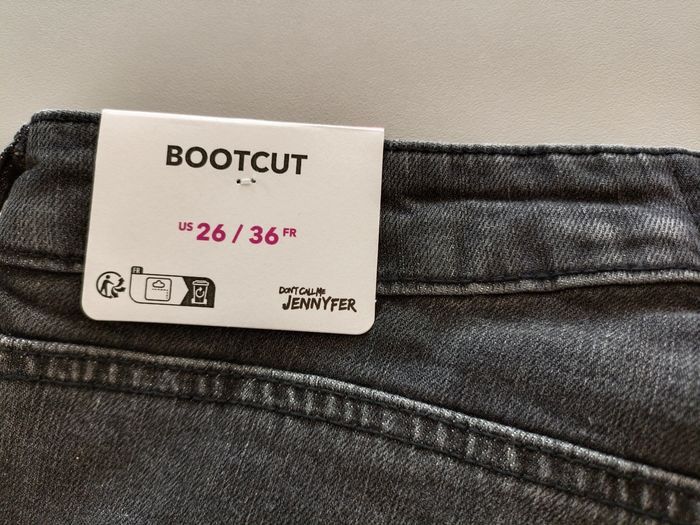 BOOTCUT
US 26 / 36 FR
FR
DON'T CALL ME
JENNYFER